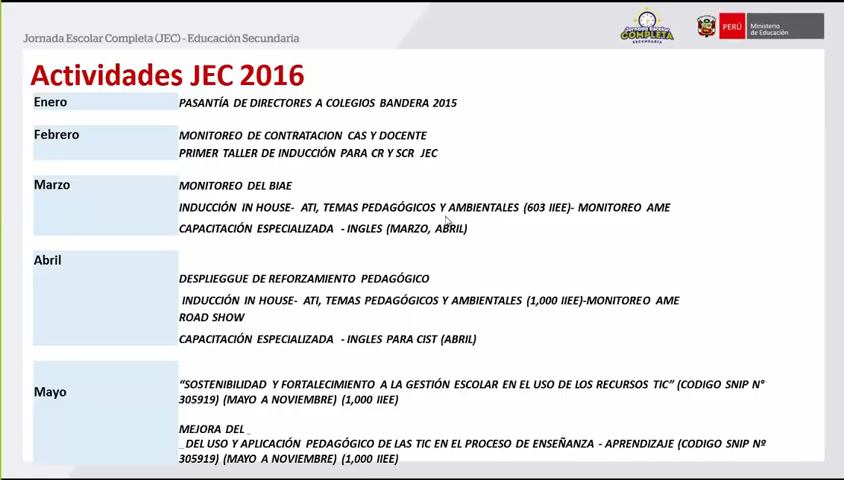 Jornada Escolar Completa (JEC) - Educación Secundaria
Jornada Escolar
COMPLETA
SECUNDARIA
PERÚ
Ministerio
de Educación
Actividades JEC 2016
Enero
PASANTÍA DE DIRECTORES A COLEGIOS BANDERA 2015
Febrero
MONITOREO DE CONTRATACION CAS Y DOCENTE
PRIMER TALLER DE INDUCCIÓN PARA CR Y SCR JEC
Marzo
MONITOREO DEL BIAE
INDUCCIÓN IN HOUSE- ATI, TEMAS PEDAGÓGICOS Y AMBIENTALES (603 IIEE)- MONITOREO AME
CAPACITACIÓN ESPECIALIZADA - INGLES (MARZO, ABRIL)
Abril
DESPLIEGGUE DE REFORZAMIENTO PEDAGÓGICO
INDUCCIÓN IN HOUSE- ATI, TEMAS PEDAGÓGICOS Y AMBIENTALES (1,000 IIEE)-MONITOREO AME
ROAD SHOW
CAPACITACIÓN ESPECIALIZADA - INGLES PARA CIST (ABRIL)
Mayo
“SOSTENIBILIDAD Y FORTALECIMIENTO A LA GESTIÓN ESCOLAR EN EL USO DE LOS RECURSOS TIC” (CODIGO SNIP N°
305919) (MAYO A NOVIEMBRE) (1,000 IIEE)
MEJORA DEL _
_DEL USO Y APLICACIÓN PEDAGÓGICO DE LAS TIC EN EL PROCESO DE ENSEÑANZA - APRENDIZAJE (CODIGO SNIP Nº
305919) (MAYO A NOVIEMBRE) (1,000 IIEE)